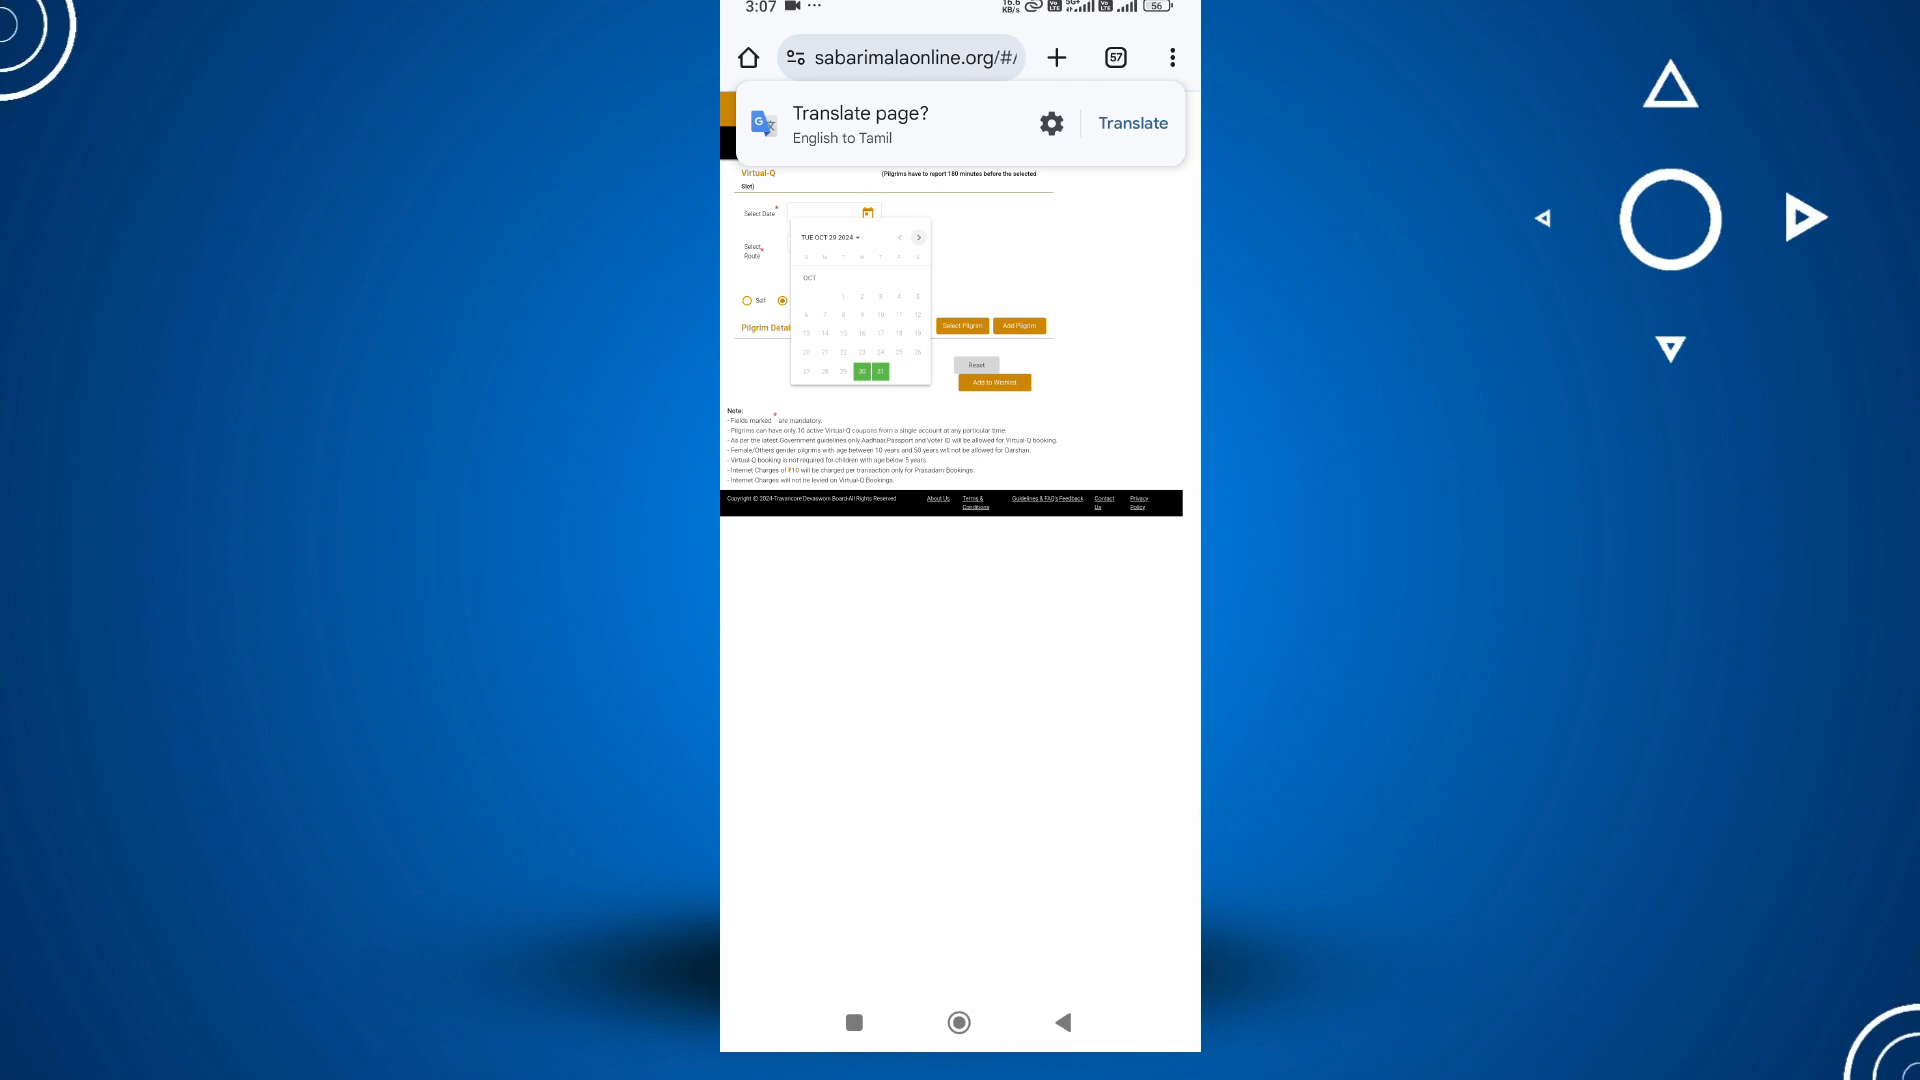 3:07 ... 16.6 KB/s Vo LTE 5G+ Vo LTE 56
sabarimalaonline.org/#/ 57
Translate page?
English to Tamil
Translate
Virtual-Q (Pilgrims have to report 180 minutes before the selected
Slot)
Select Date *
TUE OCT 29 2024
Select *
Route
S M T W T F S
OCT
1 2 3 4 5
6 7 8 9 10 11 12
13 14 15 16 17 18 19
20 21 22 23 24 25 26
27 28 29 30 31
Self
Pilgrim Detai
Select Pilgrim Add Pilgrim
Reset
Add to Wishlist
Note:
- Fields marked * are mandatory.
- Pilgrims can have only 10 active Virtual-Q coupons from a single account at any particular time.
- As per the latest Government guidelines only Aadhaar,Passport and Voter ID will be allowed for Virtual-Q booking.
- Female/Others gender pilgrims with age between 10 years and 50 years will not be allowed for Darshan.
- Virtual-Q booking is not required for children with age below 5 years.
- Internet Charges of ₹10 will be charged per transaction only for Prasadam Bookings.
- Internet Charges will not be levied on Virtual-Q Bookings.
Copyright © 2024-Travancore Devaswom Board-All Rights Reserved About Us Terms & Conditions Guidelines & FAQ's Feedback Contact Us Privacy Policy